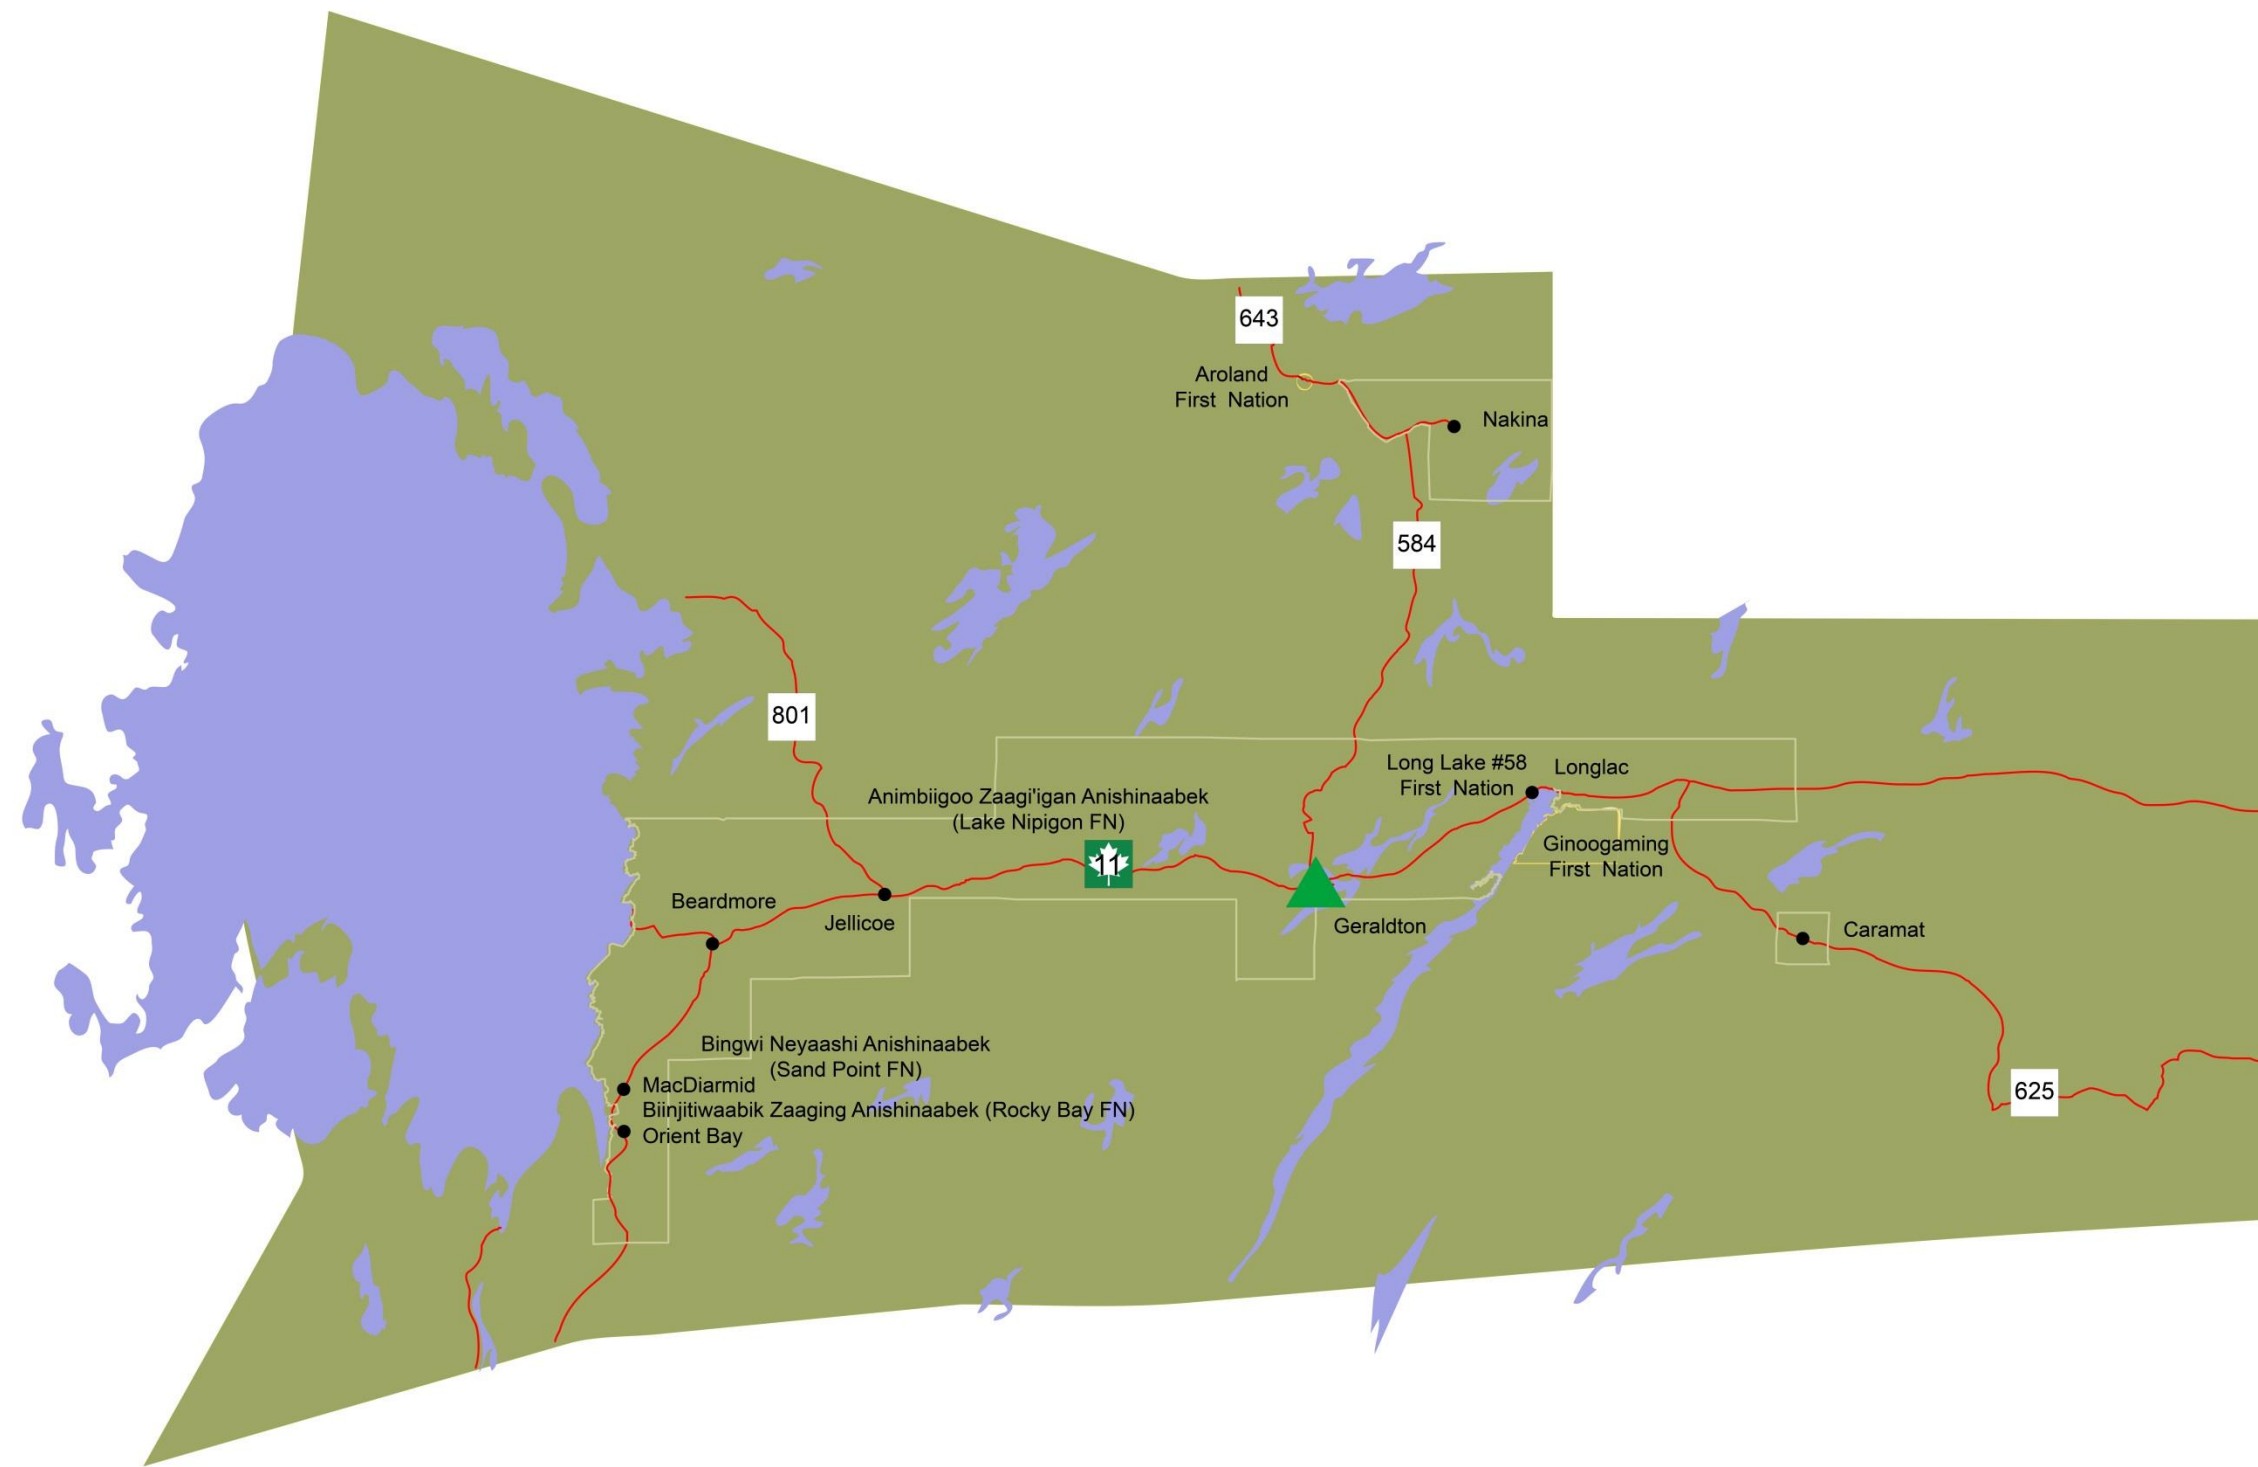 643
Aroland
First Nation
Nakina
584
801
Long Lake #58
First Nation
Longlac
Animbiigoo Zaagi'igan Anishinaabek
(Lake Nipigon FN)
11
Ginoogaming
First Nation
Beardmore
Jellicoe
Geraldton
Caramat
Bingwi Neyaashi Anishinaabek
(Sand Point FN)
MacDiarmid
Biinjitiwaabik Zaaging Anishinaabek (Rocky Bay FN)
Orient Bay
625